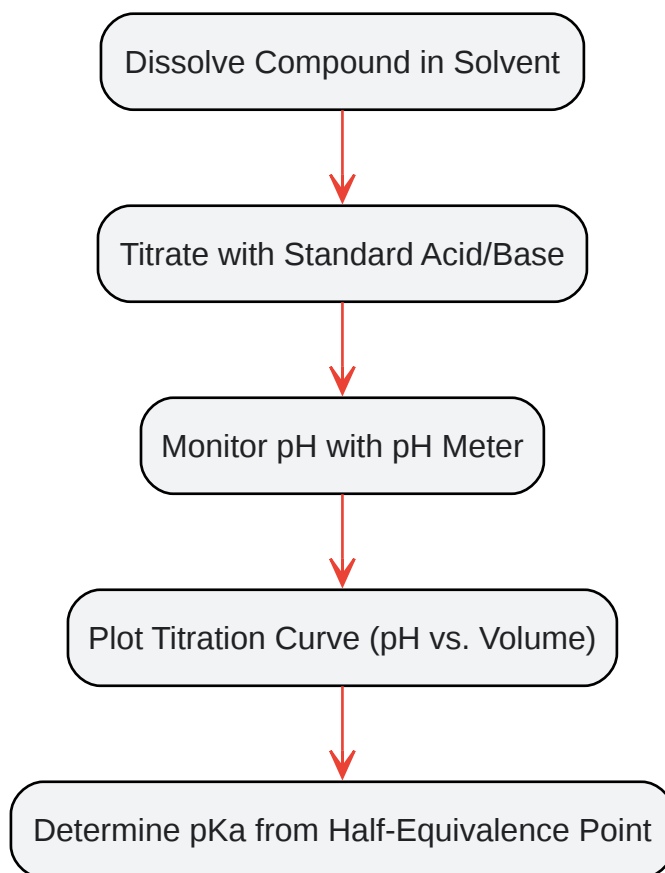 Dissolve Compound in Solvent
Titrate with Standard Acid/Base
Monitor pH with pH Meter
Plot Titration Curve (pH vs. Volume)
Determine pKa from Half-Equivalence Point